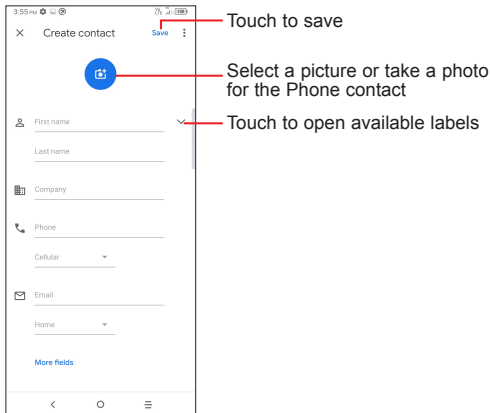 3:55 PM 100
Touch to save
Create contact Save
Select a picture or take a photo
for the Phone contact
First name
Touch to open available labels
Last name
Company
Phone
Cellular
Email
Home
More fields